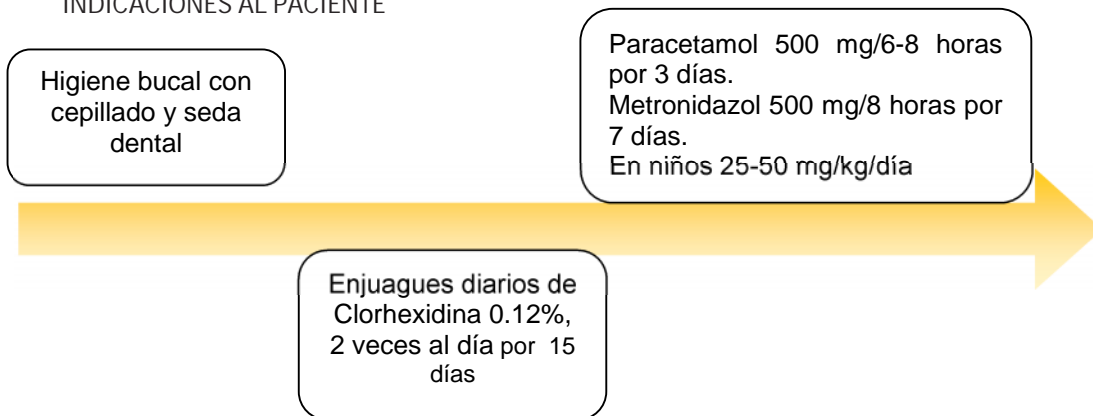 INDICACIONES AL PACIENTE
Higiene bucal con
cepillado y seda
dental
Enjuagues diarios de
Clorhexidina 0.12%,
2 veces al día por 15
días
Paracetamol 500 mg/6-8 horas
por 3 días.
Metronidazol 500 mg/8 horas por
7 días.
En niños 25-50 mg/kg/día